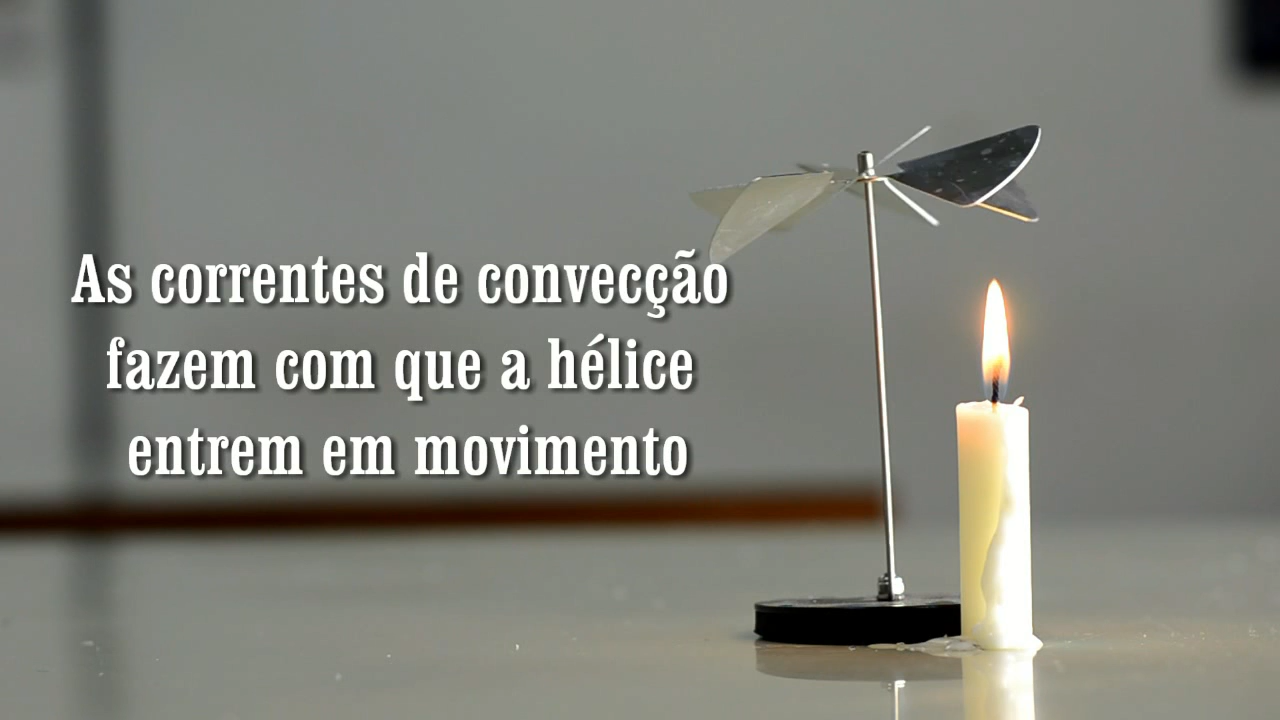 As correntes de convecção
fazem com que a hélice
entrem em movimento